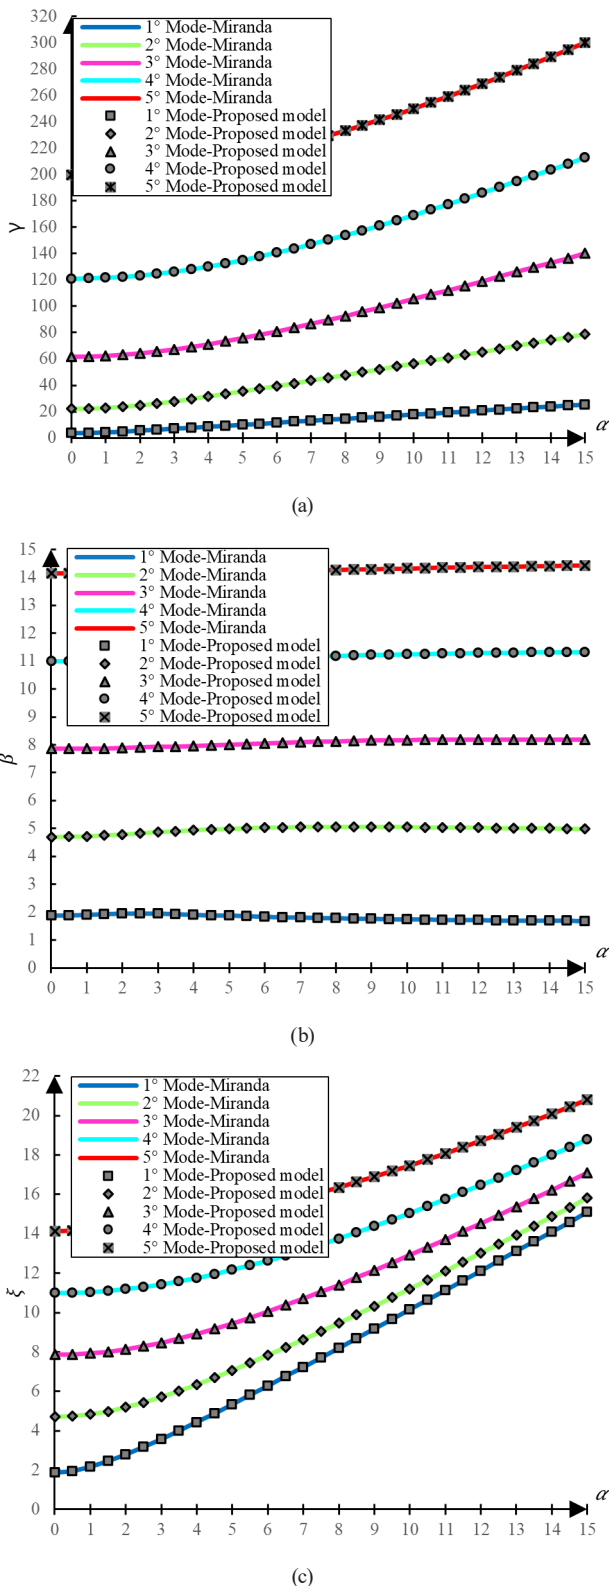 320
300
280
260
240
220
200
180
160
140
120
100
80
60
40
20
0
γ
1° Mode-Miranda
2° Mode-Miranda
3° Mode-Miranda
4° Mode-Miranda
5° Mode-Miranda
1° Mode-Proposed model
2° Mode-Proposed model
3° Mode-Proposed model
4° Mode-Proposed model
5° Mode-Proposed model
0 1 2 3 4 5 6 7 8 9 10 11 12 13 14 15
α
(a)
15
14
13
12
11
10
9
8
7
6
5
4
3
2
1
0
β
1° Mode-Miranda
2° Mode-Miranda
3° Mode-Miranda
4° Mode-Miranda
5° Mode-Miranda
1° Mode-Proposed model
2° Mode-Proposed model
3° Mode-Proposed model
4° Mode-Proposed model
5° Mode-Proposed model
0 1 2 3 4 5 6 7 8 9 10 11 12 13 14 15
α
(b)
22
20
18
16
14
12
10
8
6
4
2
0
ξ
1° Mode-Miranda
2° Mode-Miranda
3° Mode-Miranda
4° Mode-Miranda
5° Mode-Miranda
1° Mode-Proposed model
2° Mode-Proposed model
3° Mode-Proposed model
4° Mode-Proposed model
5° Mode-Proposed model
0 1 2 3 4 5 6 7 8 9 10 11 12 13 14 15
α
(c)